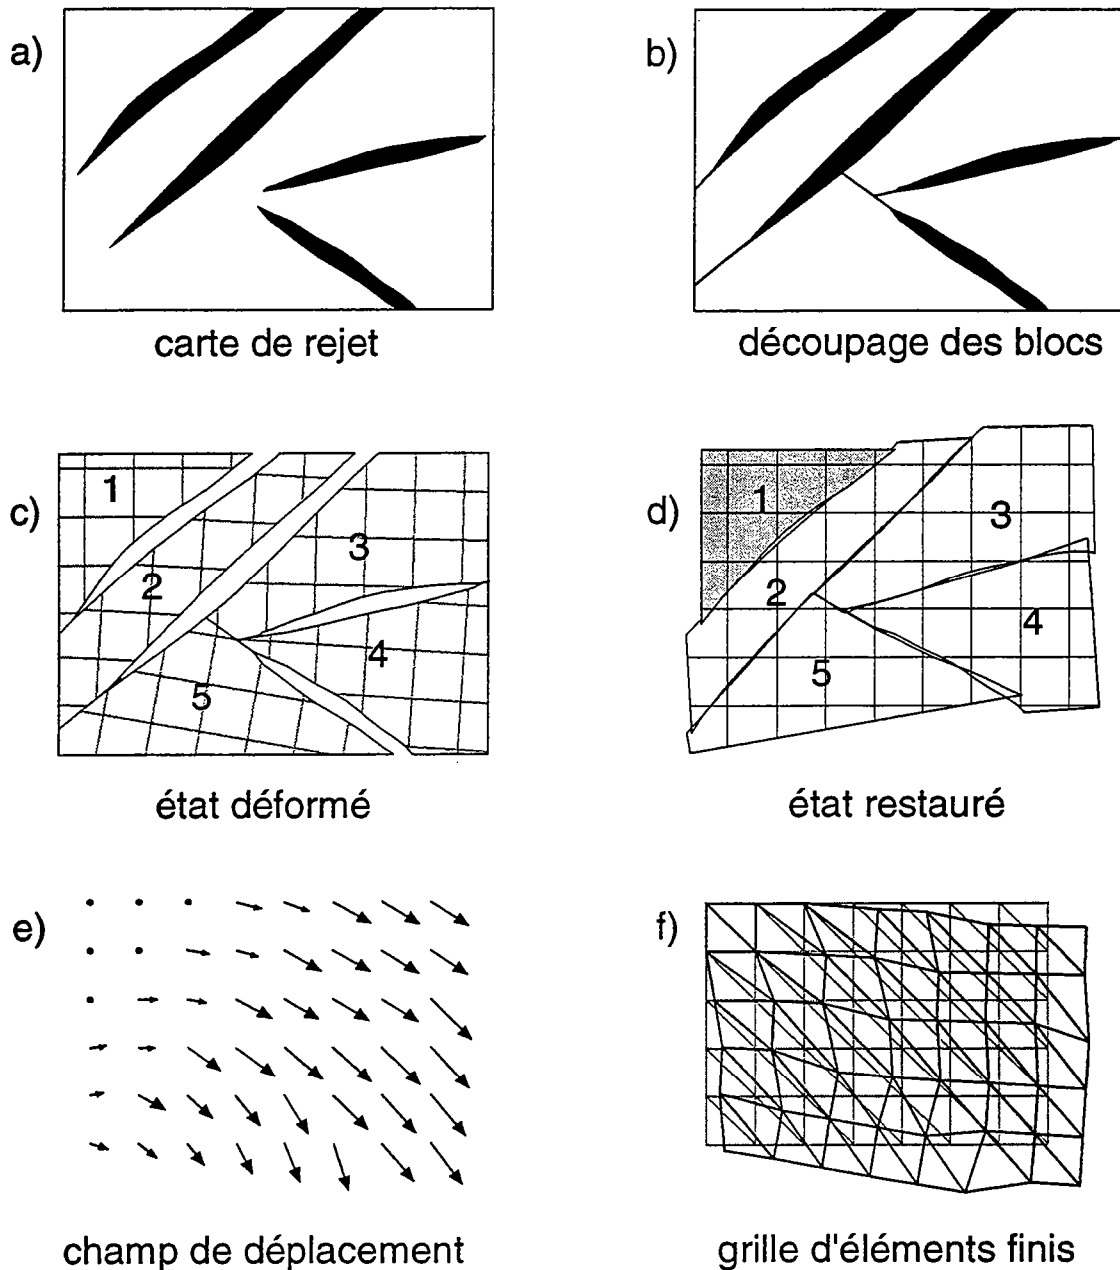 a)
carte de rejet
b)
découpage des blocs
c)
1
2
3
4
5
état déformé
d)
1
2
3
4
5
état restauré
e)
champ de déplacement
f)
grille d'éléments finis